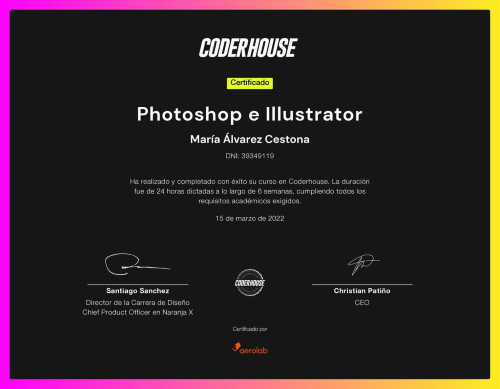 CODERHOUSE
Certificado
Photoshop e Illustrator
María Álvarez Cestona
DNI: 39349119
Ha realizado y completado con éxito su curso en Coderhouse. La duración
fue de 24 horas dictadas a lo largo de 6 semanas, cumpliendo todos los
requisitos académicos exigidos.
15 de marzo de 2022
CODERHOUSE
Santiago Sanchez
Director de la Carrera de Diseño
Chief Product Officer en Naranja X
Christian Patiño
CEO
Certificado por
aerolab